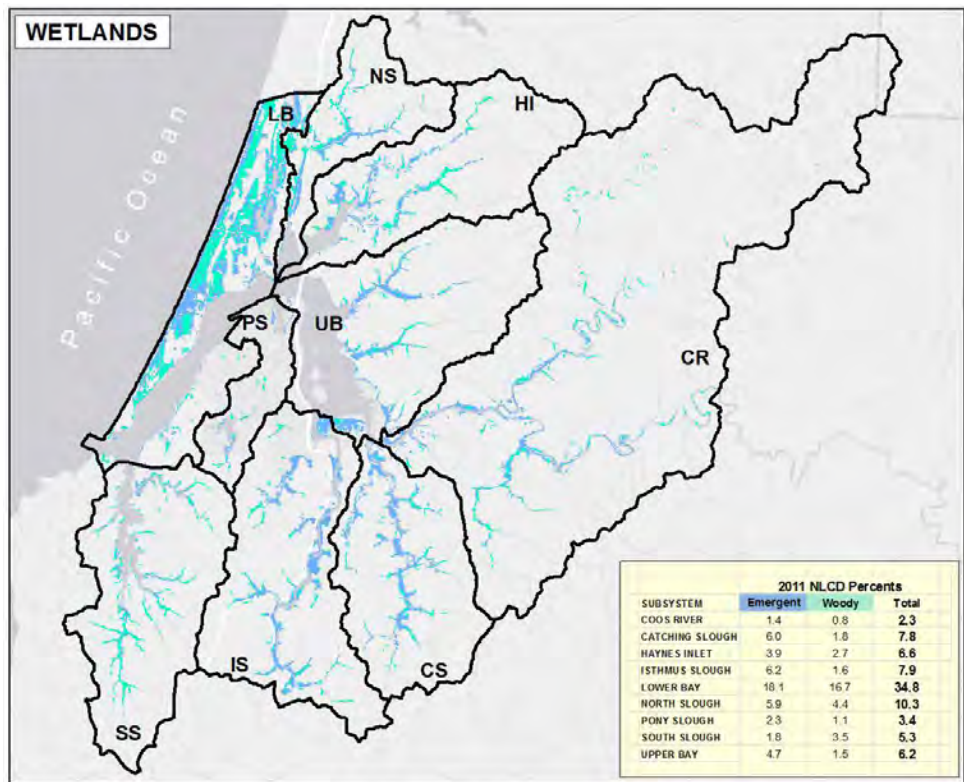 WETLANDS
NS
HI
LB
Pacific Ocean
PS
UB
CR
IS
CS
SS
2011 NLCD Percents
SUBSYSTEM Emergent Woody Total
COOS RIVER 1.4 0.8 2.3
CATCHING SLOUGH 6.0 1.8 7.8
HAYNES INLET 3.9 2.7 6.6
ISTHMUS SLOUGH 6.2 1.6 7.9
LOWER BAY 18.1 16.7 34.8
NORTH SLOUGH 5.9 4.4 10.3
PONY SLOUGH 2.3 1.1 3.4
SOUTH SLOUGH 1.8 3.5 5.3
UPPER BAY 4.7 1.5 6.2